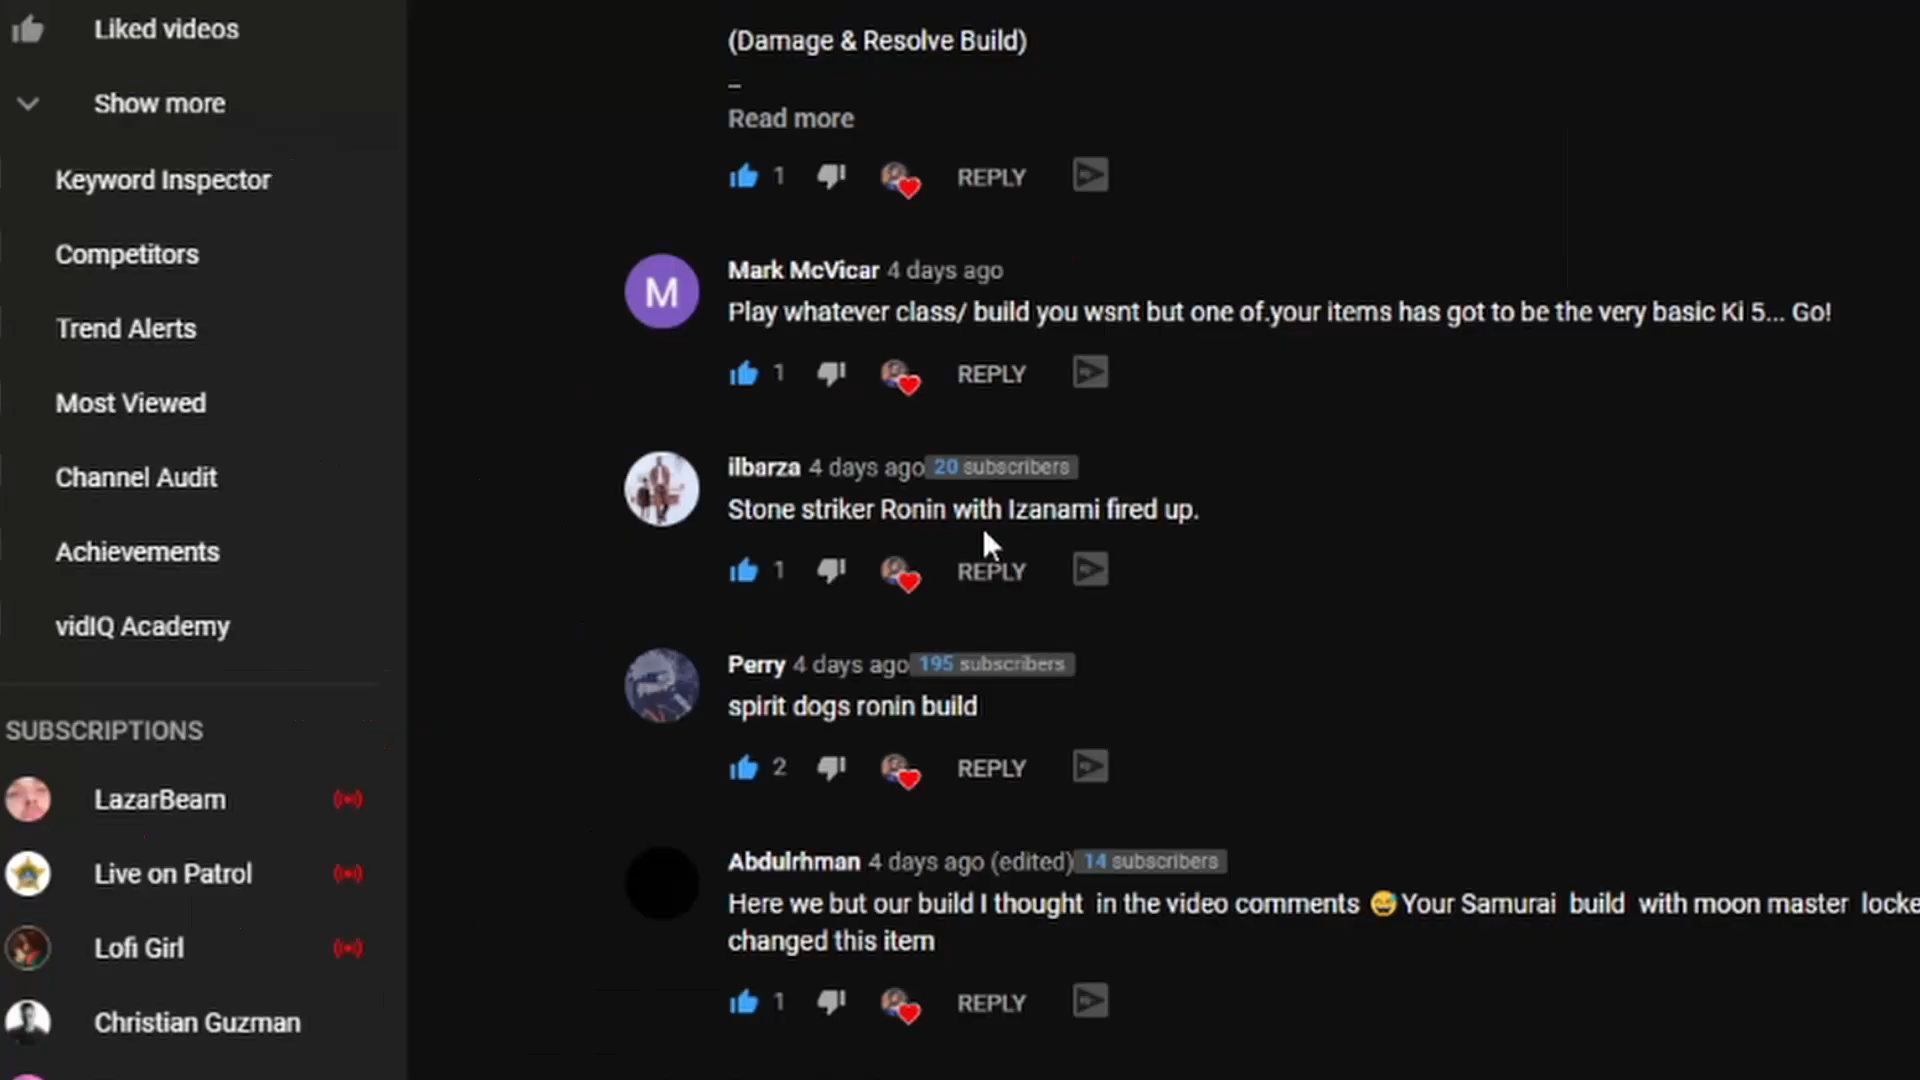 Liked videos
Show more
Keyword Inspector
Competitors
Trend Alerts
Most Viewed
Channel Audit
Achievements
vidIQ Academy
SUBSCRIPTIONS
LazarBeam
Live on Patrol
Lofi Girl
Christian Guzman
(Damage & Resolve Build)
_
Read more
1 REPLY
M
Mark McVicar 4 days ago
Play whatever class/ build you wsnt but one of.your items has got to be the very basic Ki 5... Go!
1 REPLY
ilbarza 4 days ago 20 subscribers
Stone striker Ronin with Izanami fired up.
1 REPLY
Perry 4 days ago 195 subscribers
spirit dogs ronin build
2 REPLY
Abdulrhman 4 days ago (edited) 14 subscribers
Here we but our build I thought in the video comments 😅Your Samurai build with moon master locke
changed this item
1 REPLY